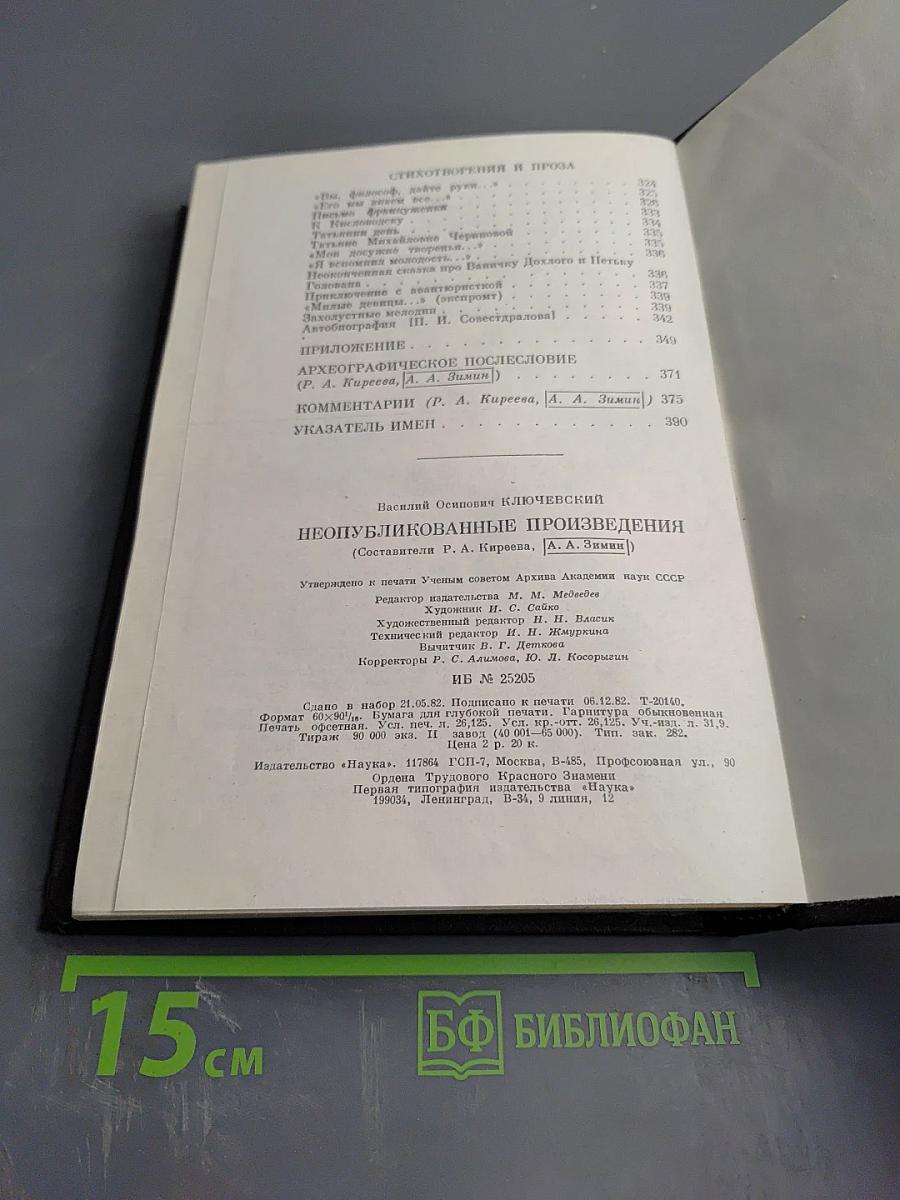 СТИХОТВОРЕНИЯ И ПРОЗА
«Вы, философ, дайте руки...» 324
«Его мы знаем все...» 325
Письмо француженки 328
К Кисловодску 333
Татьянин день 334
Татьяне Михайловне Чериновой 335
«Мои досужие творенья...» 335
«Я вспомнил молодость...» 336
Неоконченная сказка про Ваничку Дохлого и Петьку
Голована 336
Приключение с авантюристкой 337
«Милые девицы...» (экспромт) 339
Захолустные мелодии 339
Автобиография [П. И. Совестдралова] 342
ПРИЛОЖЕНИЕ 349
АРХЕОГРАФИЧЕСКОЕ ПОСЛЕСЛОВИЕ
(Р. А. Киреева, А. А. Зимин) 371
КОММЕНТАРИИ (Р. А. Киреева, А. А. Зимин) 375
УКАЗАТЕЛЬ ИМЕН 390
Василий Осипович КЛЮЧЕВСКИЙ
НЕОПУБЛИКОВАННЫЕ ПРОИЗВЕДЕНИЯ
(Составители Р. А. Киреева, А. А. Зимин)
Утверждено к печати Ученым советом Архива Академии наук СССР
Редактор издательства М. М. Медведев
Художник И. С. Сайко
Художественный редактор Н. Н. Власик
Технический редактор И. Н. Жмуркина
Вычитчик В. Г. Деткова
Корректоры Р. С. Алимова, Ю. Л. Косорыгин
ИБ № 25205
Сдано в набор 21.05.82. Подписано к печати 06.12.82. Т-20140.
Формат 60×90¹/₁₆. Бумага для глубокой печати. Гарнитура обыкновенная
Печать офсетная. Усл. печ. л. 26,125. Усл. кр.-отт. 26,125. Уч.-изд. л. 31,9.
Тираж 90 000 экз. II завод (40 001—65 000). Тип. зак. 282.
Цена 2 р. 20 к.
Издательство «Наука». 117864 ГСП-7, Москва, В-485, Профсоюзная ул., 90
Ордена Трудового Красного Знамени
Первая типография издательства «Наука»
199034, Ленинград, В-34, 9 линия, 12
15 см
БФ БИБЛИОФАН